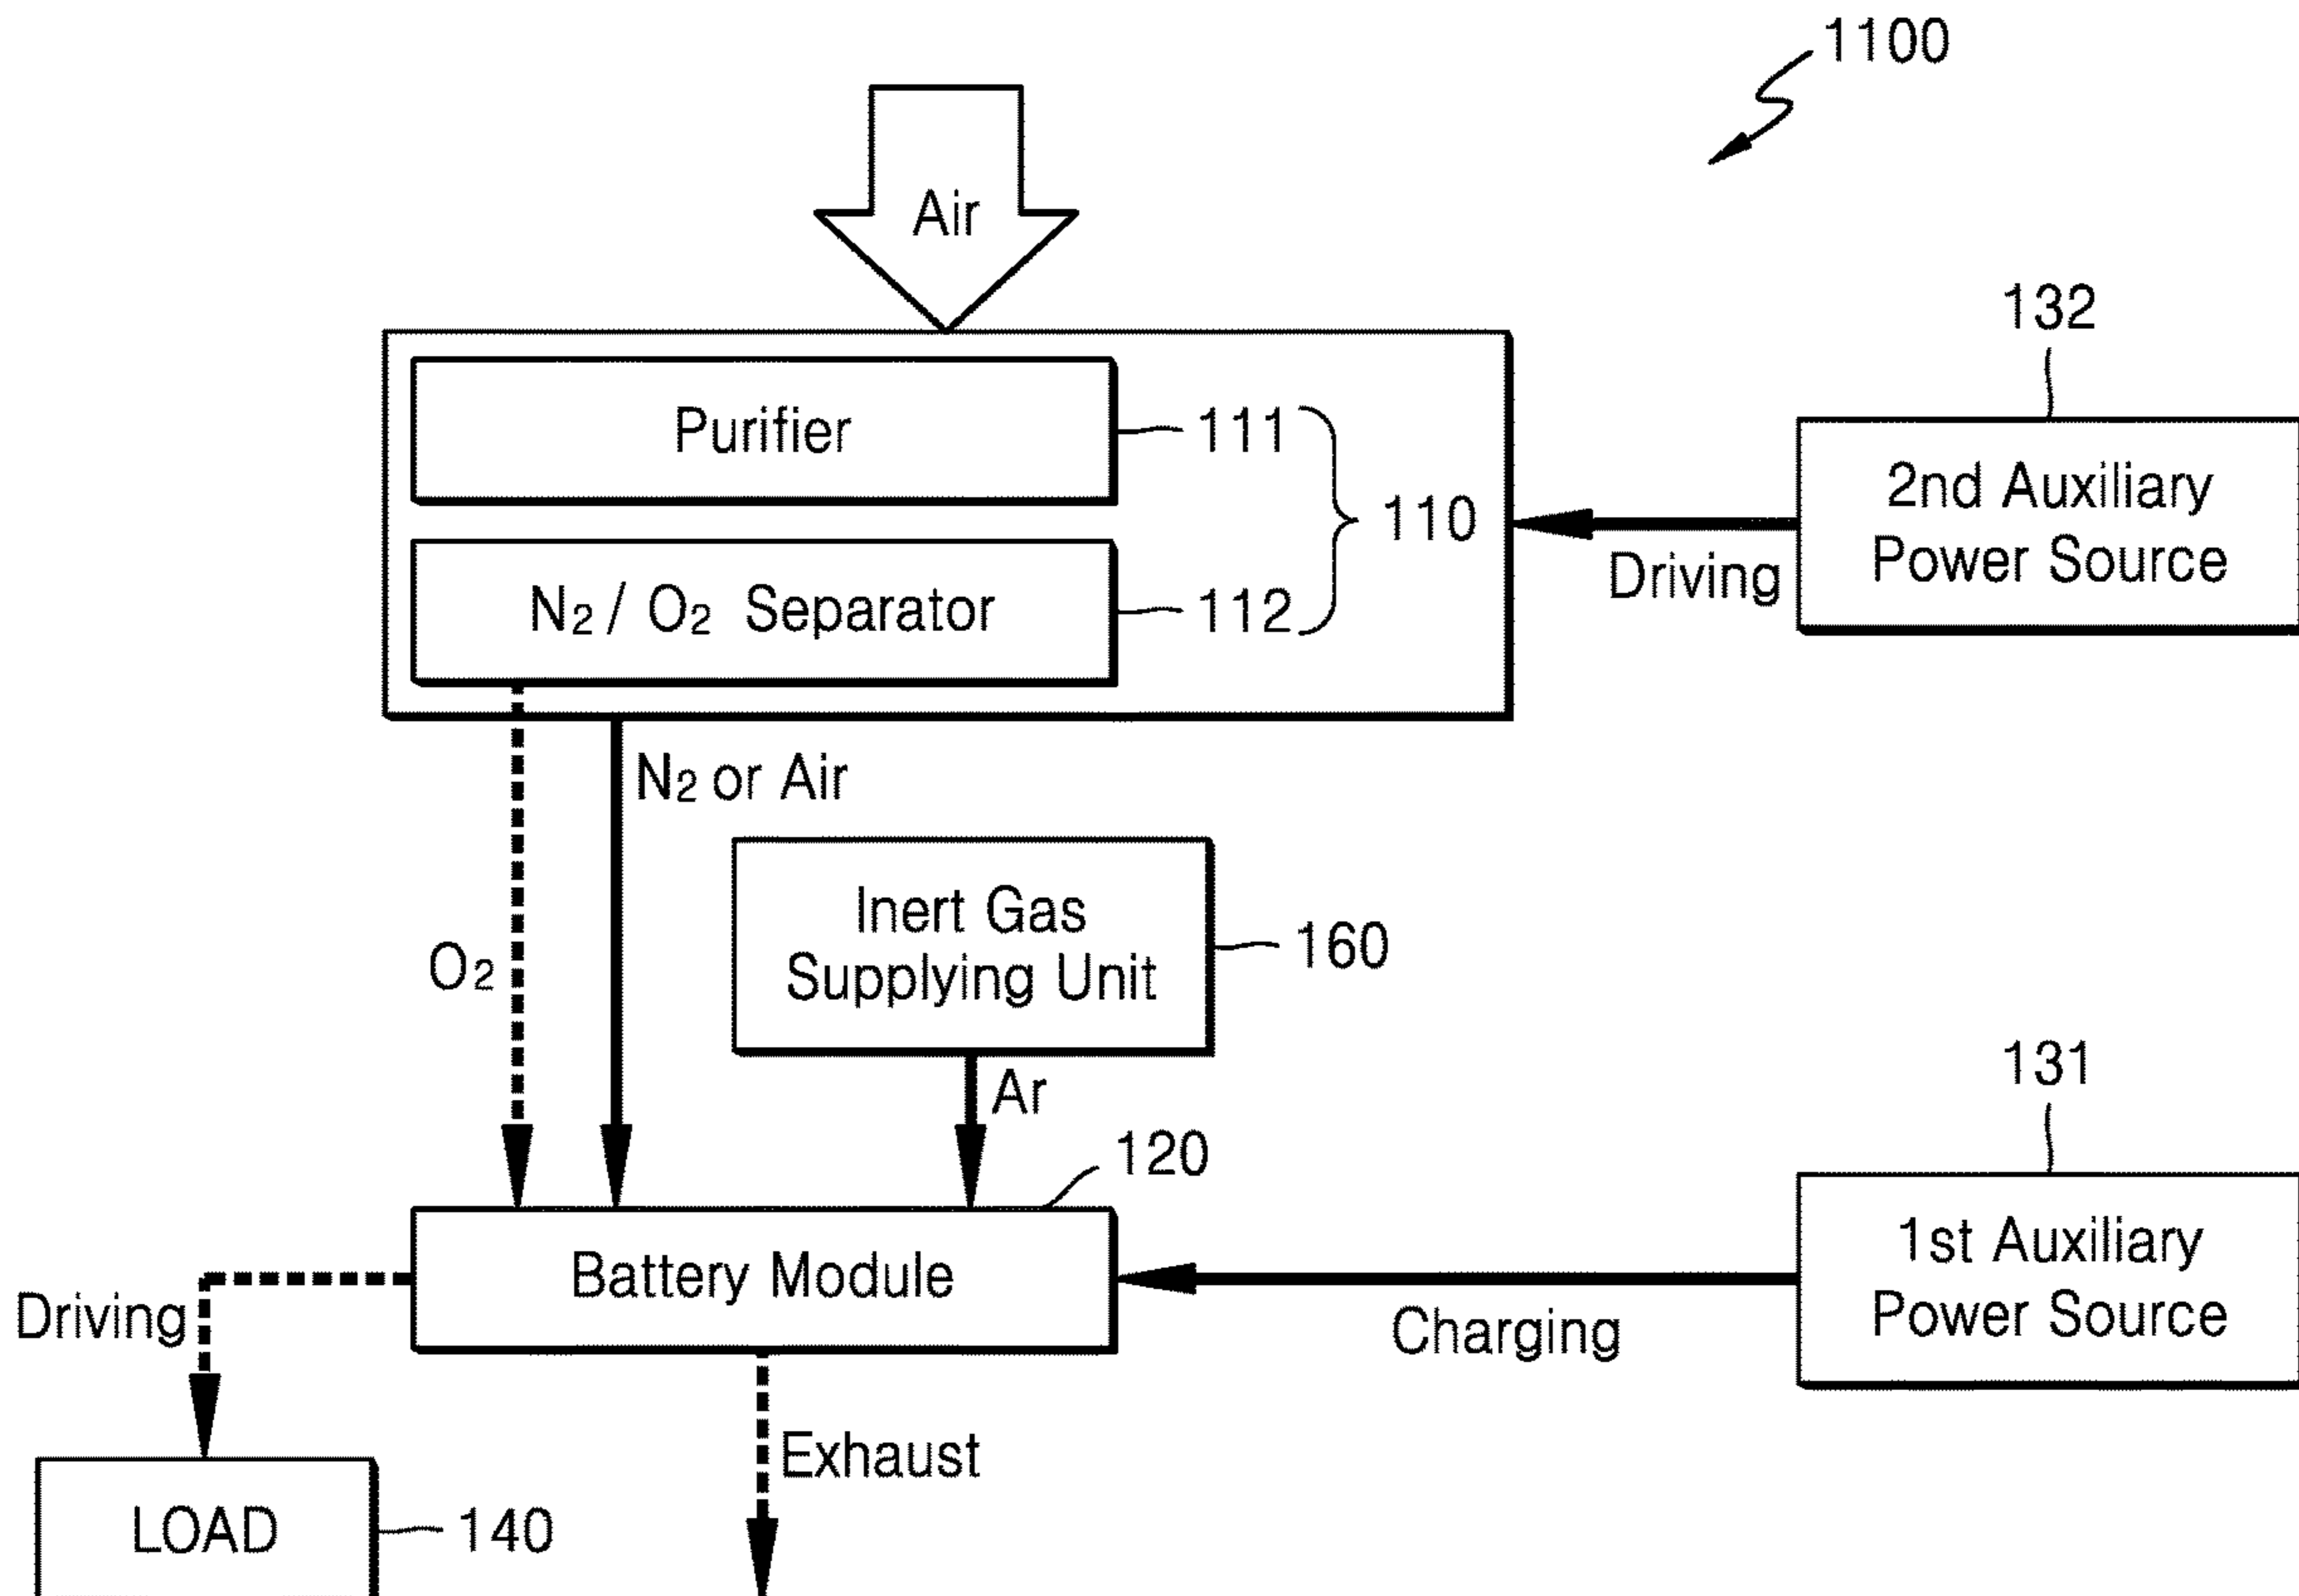 1100
Air
132
Purifier
111
110
2nd Auxiliary
Power Source
Driving
N₂ / O₂ Separator
112
N₂ or Air
Inert Gas
Supplying Unit
160
O₂
Ar
131
120
Battery Module
1st Auxiliary
Power Source
Driving
Charging
Exhaust
LOAD
140